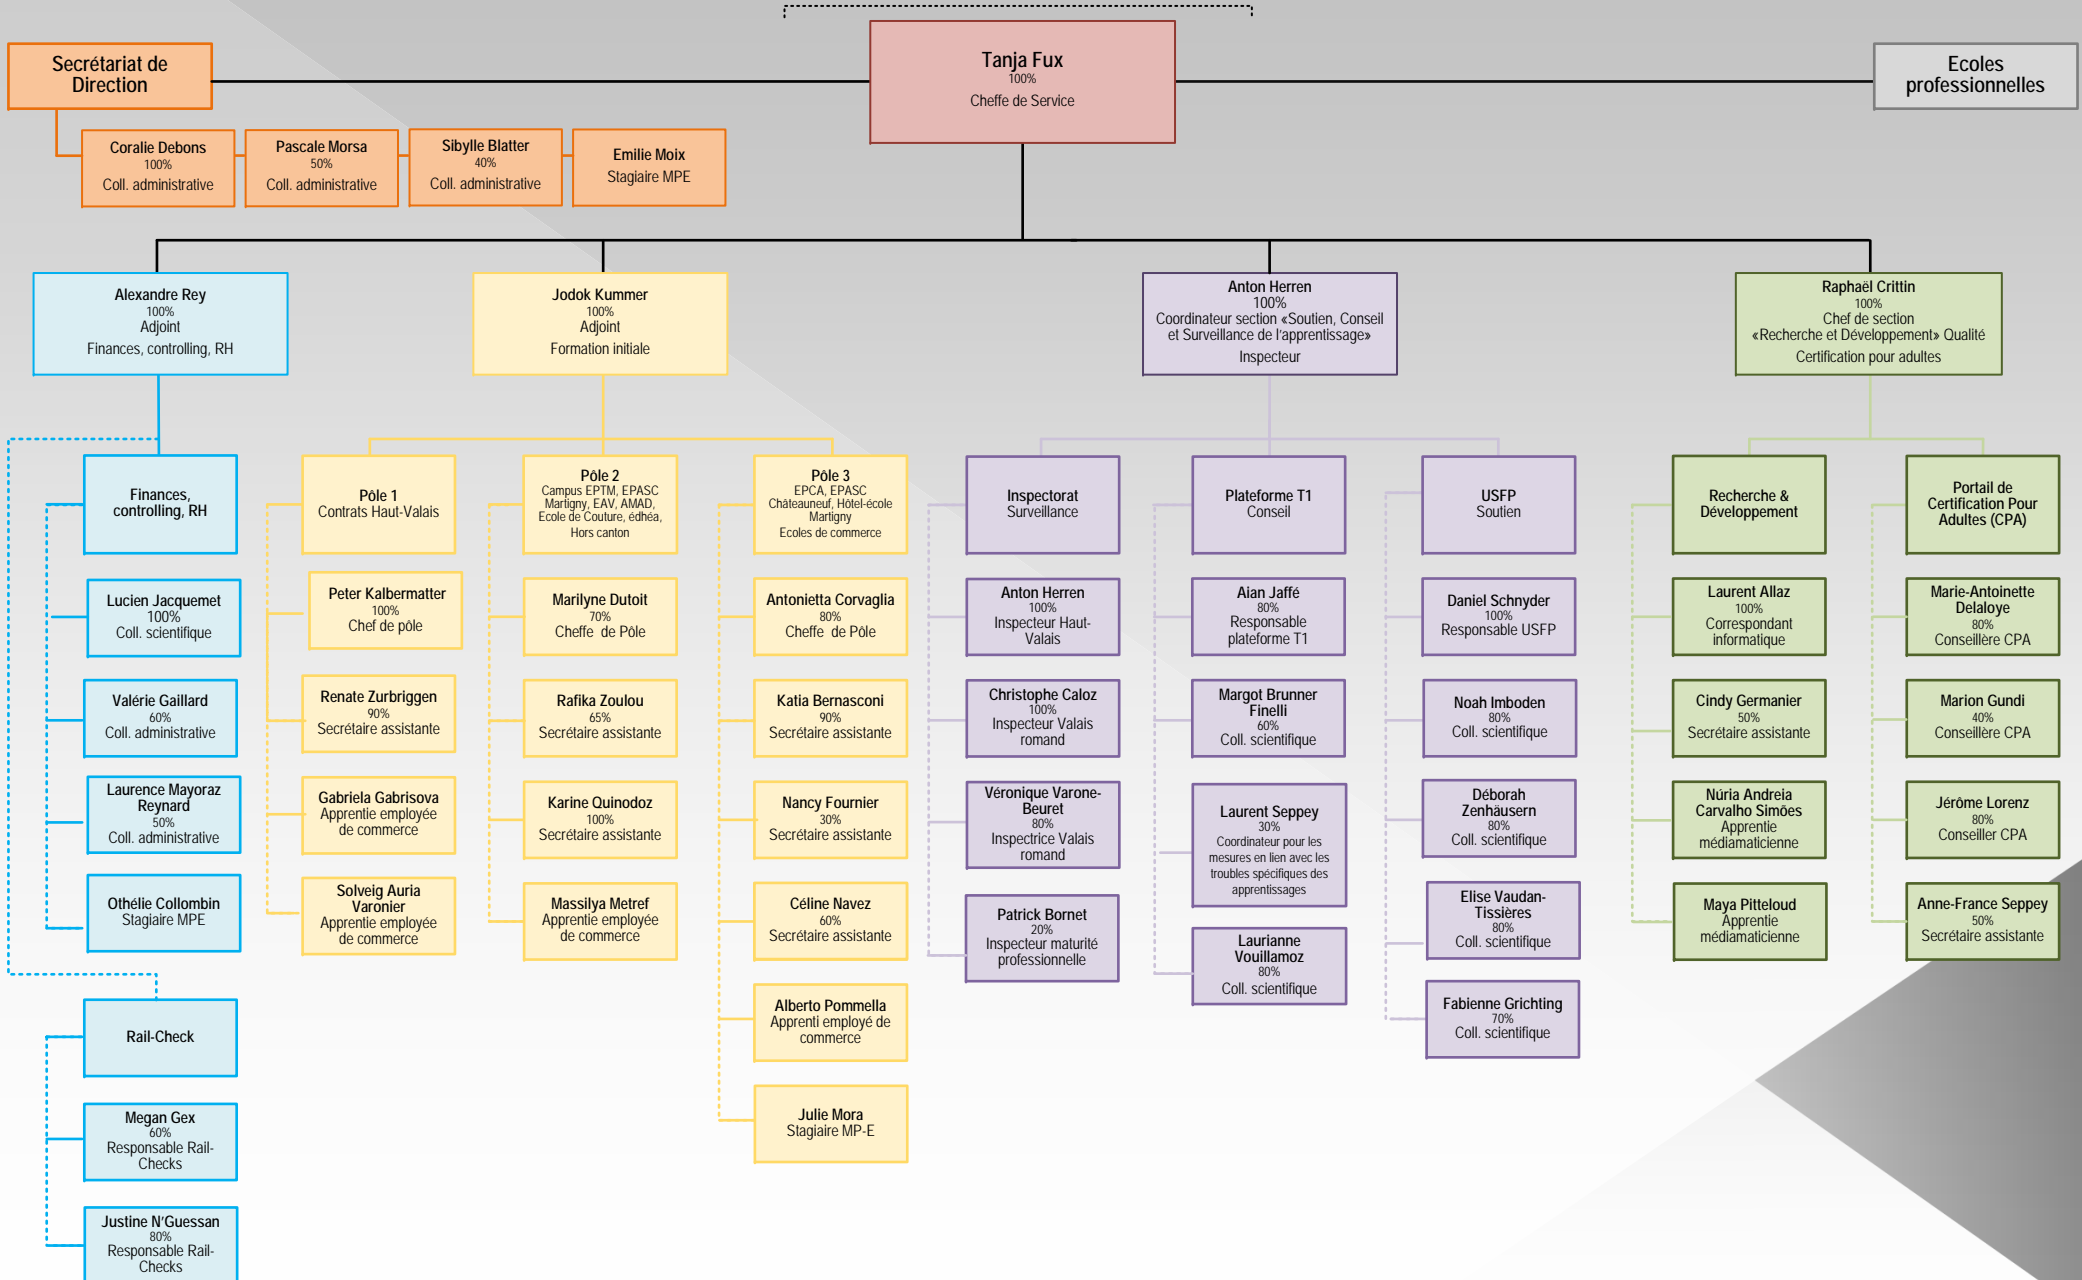 Secrétariat de
Direction
Tanja Fux
100%
Cheffe de Service
Ecoles
professionnelles
Coralie Debons
100%
Coll. administrative
Pascale Morsa
50%
Coll. administrative
Sibylle Blatter
40%
Coll. administrative
Emilie Moix
Stagiaire MPE
Alexandre Rey
100%
Adjoint
Finances, controlling, RH
Jodok Kummer
100%
Adjoint
Formation initiale
Anton Herren
100%
Coordinateur section «Soutien, Conseil
et Surveillance de l'apprentissage»
Inspecteur
Raphaël Crittin
100%
Chef de section
«Recherche et Développement» Qualité
Certification pour adultes
Finances,
controlling, RH
Lucien Jacquemet
100%
Coll. scientifique
Valérie Gaillard
60%
Coll. administrative
Laurence Mayoraz
Reynard
50%
Coll. administrative
Othélie Collombin
Stagiaire MPE
Rail-Check
Megan Gex
60%
Responsable Rail-
Checks
Justine N'Guessan
80%
Responsable Rail-
Checks
Pôle 1
Contrats Haut-Valais
Peter Kalbermatter
100%
Chef de pôle
Renate Zurbriggen
90%
Secrétaire assistante
Gabriela Gabrisova
Apprentie employée
de commerce
Solveig Auria
Varonier
Apprentie employée
de commerce
Pôle 2
Campus EPTM, EPASC
Martigny, EAV, AMAD,
Ecole de Couture, édhéa,
Hors canton
Marilyne Dutoit
70%
Cheffe de Pôle
Rafika Zoulou
65%
Secrétaire assistante
Karine Quinodoz
100%
Secrétaire assistante
Massilya Metref
Apprentie employée
de commerce
Pôle 3
EPCA, EPASC
Châteauneuf, Hôtel-école
Martigny
Ecoles de commerce
Antonietta Corvaglia
80%
Cheffe de Pôle
Katia Bernasconi
90%
Secrétaire assistante
Nancy Fournier
30%
Secrétaire assistante
Céline Navez
60%
Secrétaire assistante
Alberto Pommella
Apprenti employé de
commerce
Julie Mora
Stagiaire MP-E
Inspectorat
Surveillance
Anton Herren
100%
Inspecteur Haut-
Valais
Christophe Caloz
100%
Inspecteur Valais
romand
Véronique Varone-
Beuret
80%
Inspectrice Valais
romand
Patrick Bornet
20%
Inspecteur maturité
professionnelle
Plateforme T1
Conseil
Aian Jaffé
80%
Responsable
plateforme T1
Margot Brunner
Finelli
60%
Coll. scientifique
Laurent Seppey
30%
Coordinateur pour les
mesures en lien avec les
troubles spécifiques des
apprentissages
Laurianne
Vouillamoz
80%
Coll. scientifique
USFP
Soutien
Daniel Schnyder
100%
Responsable USFP
Noah Imboden
80%
Coll. scientifique
Déborah
Zenhäusern
80%
Coll. scientifique
Elise Vaudan-
Tissières
80%
Coll. scientifique
Fabienne Grichting
70%
Coll. scientifique
Recherche &
Développement
Laurent Allaz
100%
Correspondant
informatique
Cindy Germanier
50%
Secrétaire assistante
Núria Andreia
Carvalho Simões
Apprentie
médiamaticienne
Maya Pitteloud
Apprentie
médiamaticienne
Portail de
Certification Pour
Adultes (CPA)
Marie-Antoinette
Delaloye
80%
Conseillère CPA
Marion Gundi
40%
Conseillère CPA
Jérôme Lorenz
80%
Conseiller CPA
Anne-France Seppey
50%
Secrétaire assistante